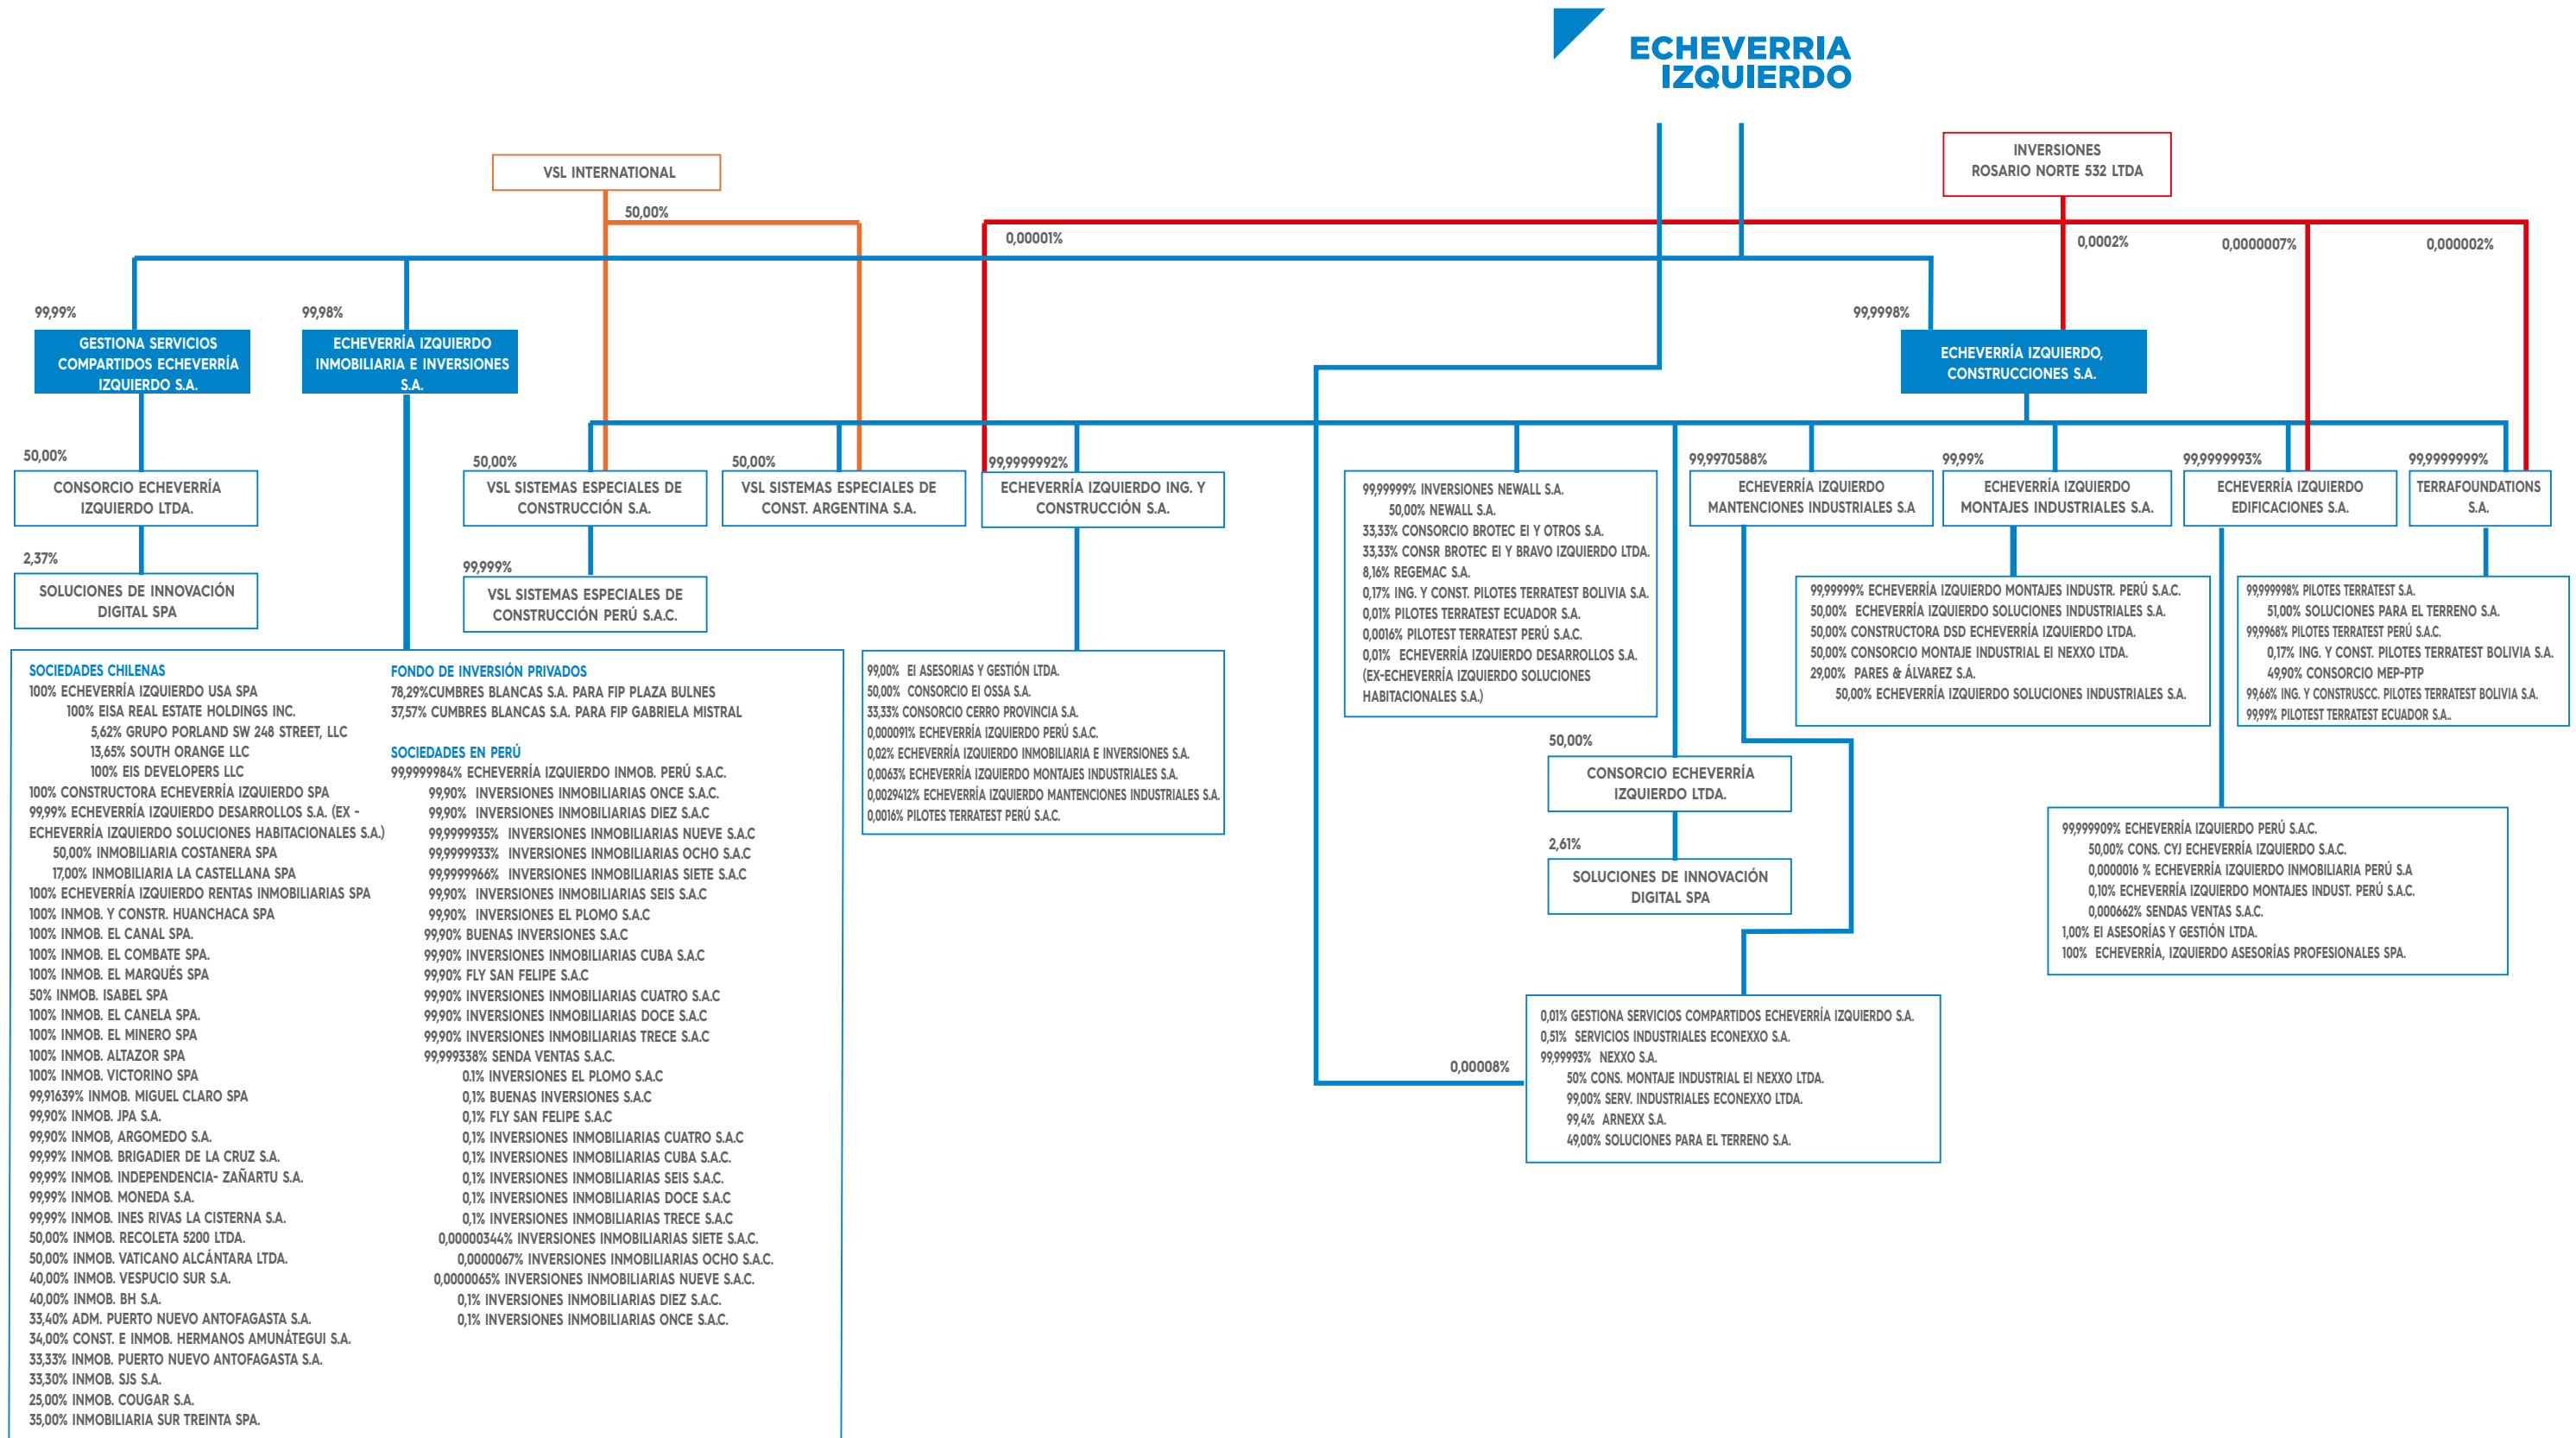 ECHEVERRIA
IZQUIERDO
INVERSIONES
ROSARIO NORTE 532 LTDA
VSL INTERNATIONAL
50,00%
0,00001%
0,0002%
0,0000007%
0,000002%
99,99%
99,98%
99,9998%
GESTIONA SERVICIOS
COMPARTIDOS ECHEVERRÍA
IZQUIERDO S.A.
ECHEVERRÍA IZQUIERDO
INMOBILIARIA E INVERSIONES
S.A.
ECHEVERRÍA IZQUIERDO,
CONSTRUCCIONES S.A.
50,00%
CONSORCIO ECHEVERRÍA
IZQUIERDO LTDA.
2,37%
SOLUCIONES DE INNOVACIÓN
DIGITAL SPA
50,00%
VSL SISTEMAS ESPECIALES DE
CONSTRUCCIÓN S.A.
99,999%
VSL SISTEMAS ESPECIALES DE
CONSTRUCCIÓN PERÚ S.A.C.
50,00%
VSL SISTEMAS ESPECIALES DE
CONST. ARGENTINA S.A.
99,9999992%
ECHEVERRÍA IZQUIERDO ING. Y
CONSTRUCCIÓN S.A.
99,99999% INVERSIONES NEWALL S.A.
50,00% NEWALL S.A.
33,33% CONSORCIO BROTEC EI Y OTROS S.A.
33,33% CONSR BROTEC EI Y BRAVO IZQUIERDO LTDA.
8,16% REGEMAC S.A.
0,17% ING. Y CONST. PILOTES TERRATEST BOLIVIA S.A.
0,01% PILOTES TERRATEST ECUADOR S.A.
0,0016% PILOTEST TERRATEST PERÚ S.A.C.
0,01% ECHEVERRÍA IZQUIERDO DESARROLLOS S.A.
(EX-ECHEVERRÍA IZQUIERDO SOLUCIONES
HABITACIONALES S.A.)
99,9970588%
ECHEVERRÍA IZQUIERDO
MANTENCIONES INDUSTRIALES S.A
99,99%
ECHEVERRÍA IZQUIERDO
MONTAJES INDUSTRIALES S.A.
99,9999993%
ECHEVERRÍA IZQUIERDO
EDIFICACIONES S.A.
99,9999999%
TERRAFOUNDATIONS
S.A.
99,99999% ECHEVERRÍA IZQUIERDO MONTAJES INDUSTR. PERÚ S.A.C.
50,00% ECHEVERRÍA IZQUIERDO SOLUCIONES INDUSTRIALES S.A.
50,00% CONSTRUCTORA DSD ECHEVERRÍA IZQUIERDO LTDA.
50,00% CONSORCIO MONTAJE INDUSTRIAL EI NEXXO LTDA.
29,00% PARES & ÁLVAREZ S.A.
50,00% ECHEVERRÍA IZQUIERDO SOLUCIONES INDUSTRIALES S.A.
99,999998% PILOTES TERRATEST S.A.
51,00% SOLUCIONES PARA EL TERRENO S.A.
99,9968% PILOTES TERRATEST PERÚ S.A.C.
0,17% ING. Y CONST. PILOTES TERRATEST BOLIVIA S.A.
49,90% CONSORCIO MEP-PTP
99,66% ING. Y CONSTRUSCC. PILOTES TERRATEST BOLIVIA S.A.
99,99% PILOTEST TERRATEST ECUADOR S.A..
SOCIEDADES CHILENAS
100% ECHEVERRÍA IZQUIERDO USA SPA
100% EISA REAL ESTATE HOLDINGS INC.
5,62% GRUPO PORLAND SW 248 STREET, LLC
13,65% SOUTH ORANGE LLC
100% EIS DEVELOPERS LLC
100% CONSTRUCTORA ECHEVERRÍA IZQUIERDO SPA
99,99% ECHEVERRÍA IZQUIERDO DESARROLLOS S.A. (EX -
ECHEVERRÍA IZQUIERDO SOLUCIONES HABITACIONALES S.A.)
50,00% INMOBILIARIA COSTANERA SPA
17,00% INMOBILIARIA LA CASTELLANA SPA
100% ECHEVERRÍA IZQUIERDO RENTAS INMOBILIARIAS SPA
100% INMOB. Y CONSTR. HUANCHACA SPA
100% INMOB. EL CANAL SPA.
100% INMOB. EL COMBATE SPA.
100% INMOB. EL MARQUÉS SPA
50% INMOB. ISABEL SPA
100% INMOB. EL CANELA SPA.
100% INMOB. EL MINERO SPA
100% INMOB. ALTAZOR SPA
100% INMOB. VICTORINO SPA
99,91639% INMOB. MIGUEL CLARO SPA
99,90% INMOB. JPA S.A.
99,90% INMOB, ARGOMEDO S.A.
99,99% INMOB. BRIGADIER DE LA CRUZ S.A.
99,99% INMOB. INDEPENDENCIA- ZAÑARTU S.A.
99,99% INMOB. MONEDA S.A.
99,99% INMOB. INES RIVAS LA CISTERNA S.A.
50,00% INMOB. RECOLETA 5200 LTDA.
50,00% INMOB. VATICANO ALCÁNTARA LTDA.
40,00% INMOB. VESPUCIO SUR S.A.
40,00% INMOB. BH S.A.
33,40% ADM. PUERTO NUEVO ANTOFAGASTA S.A.
34,00% CONST. E INMOB. HERMANOS AMUNÁTEGUI S.A.
33,33% INMOB. PUERTO NUEVO ANTOFAGASTA S.A.
33,30% INMOB. SJS S.A.
25,00% INMOB. COUGAR S.A.
35,00% INMOBILIARIA SUR TREINTA SPA.
FONDO DE INVERSIÓN PRIVADOS
78,29%CUMBRES BLANCAS S.A. PARA FIP PLAZA BULNES
37,57% CUMBRES BLANCAS S.A. PARA FIP GABRIELA MISTRAL
SOCIEDADES EN PERÚ
99,9999984% ECHEVERRÍA IZQUIERDO INMOB. PERÚ S.A.C.
99,90% INVERSIONES INMOBILIARIAS ONCE S.A.C.
99,90% INVERSIONES INMOBILIARIAS DIEZ S.A.C
99,9999935% INVERSIONES INMOBILIARIAS NUEVE S.A.C
99,9999933% INVERSIONES INMOBILIARIAS OCHO S.A.C
99,9999966% INVERSIONES INMOBILIARIAS SIETE S.A.C
99,90% INVERSIONES INMOBILIARIAS SEIS S.A.C
99,90% INVERSIONES EL PLOMO S.A.C
99,90% BUENAS INVERSIONES S.A.C
99,90% INVERSIONES INMOBILIARIAS CUBA S.A.C
99,90% FLY SAN FELIPE S.A.C
99,90% INVERSIONES INMOBILIARIAS CUATRO S.A.C
99,90% INVERSIONES INMOBILIARIAS DOCE S.A.C
99,90% INVERSIONES INMOBILIARIAS TRECE S.A.C
99,999338% SENDA VENTAS S.A.C.
0.1% INVERSIONES EL PLOMO S.A.C
0,1% BUENAS INVERSIONES S.A.C
0,1% FLY SAN FELIPE S.A.C
0,1% INVERSIONES INMOBILIARIAS CUATRO S.A.C
0,1% INVERSIONES INMOBILIARIAS CUBA S.A.C.
0,1% INVERSIONES INMOBILIARIAS SEIS S.A.C.
0,1% INVERSIONES INMOBILIARIAS DOCE S.A.C
0,1% INVERSIONES INMOBILIARIAS TRECE S.A.C
0,00000344% INVERSIONES INMOBILIARIAS SIETE S.A.C.
0,0000067% INVERSIONES INMOBILIARIAS OCHO S.A.C.
0,0000065% INVERSIONES INMOBILIARIAS NUEVE S.A.C.
0,1% INVERSIONES INMOBILIARIAS DIEZ S.A.C.
0,1% INVERSIONES INMOBILIARIAS ONCE S.A.C.
99,00% EI ASESORIAS Y GESTIÓN LTDA.
50,00% CONSORCIO EI OSSA S.A.
33,33% CONSORCIO CERRO PROVINCIA S.A.
0,000091% ECHEVERRÍA IZQUIERDO PERÚ S.A.C.
0,02% ECHEVERRÍA IZQUIERDO INMOBILIARIA E INVERSIONES S.A.
0,0063% ECHEVERRÍA IZQUIERDO MONTAJES INDUSTRIALES S.A.
0,0029412% ECHEVERRÍA IZQUIERDO MANTENCIONES INDUSTRIALES S.A.
0,0016% PILOTES TERRATEST PERÚ S.A.C.
50,00%
CONSORCIO ECHEVERRÍA
IZQUIERDO LTDA.
2,61%
SOLUCIONES DE INNOVACIÓN
DIGITAL SPA
99,999909% ECHEVERRÍA IZQUIERDO PERÚ S.A.C.
50,00% CONS. CYJ ECHEVERRÍA IZQUIERDO S.A.C.
0,0000016 % ECHEVERRÍA IZQUIERDO INMOBILIARIA PERÚ S.A
0,10% ECHEVERRÍA IZQUIERDO MONTAJES INDUST. PERÚ S.A.C.
0,000662% SENDAS VENTAS S.A.C.
1,00% EI ASESORÍAS Y GESTIÓN LTDA.
100% ECHEVERRÍA, IZQUIERDO ASESORÍAS PROFESIONALES SPA.
0,00008%
0,01% GESTIONA SERVICIOS COMPARTIDOS ECHEVERRÍA IZQUIERDO S.A.
0,51% SERVICIOS INDUSTRIALES ECONEXXO S.A.
99,99993% NEXXO S.A.
50% CONS. MONTAJE INDUSTRIAL EI NEXXO LTDA.
99,00% SERV. INDUSTRIALES ECONEXXO LTDA.
99,4% ARNEXX S.A.
49,00% SOLUCIONES PARA EL TERRENO S.A.